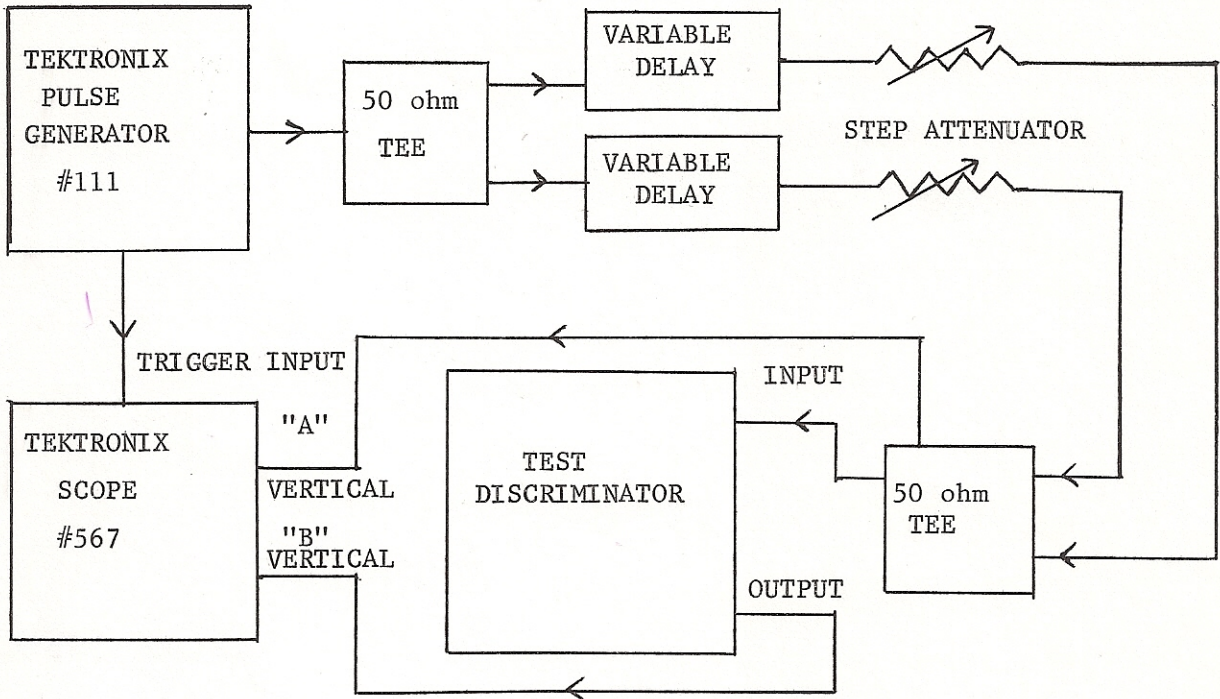 TEKTRONIX
PULSE
GENERATOR
#111
50 ohm
TEE
VARIABLE
DELAY
VARIABLE
DELAY
STEP ATTENUATOR
TRIGGER INPUT
TEKTRONIX
SCOPE
#567
"A"
VERTICAL
"B"
VERTICAL
TEST
DISCRIMINATOR
INPUT
OUTPUT
50 ohm
TEE